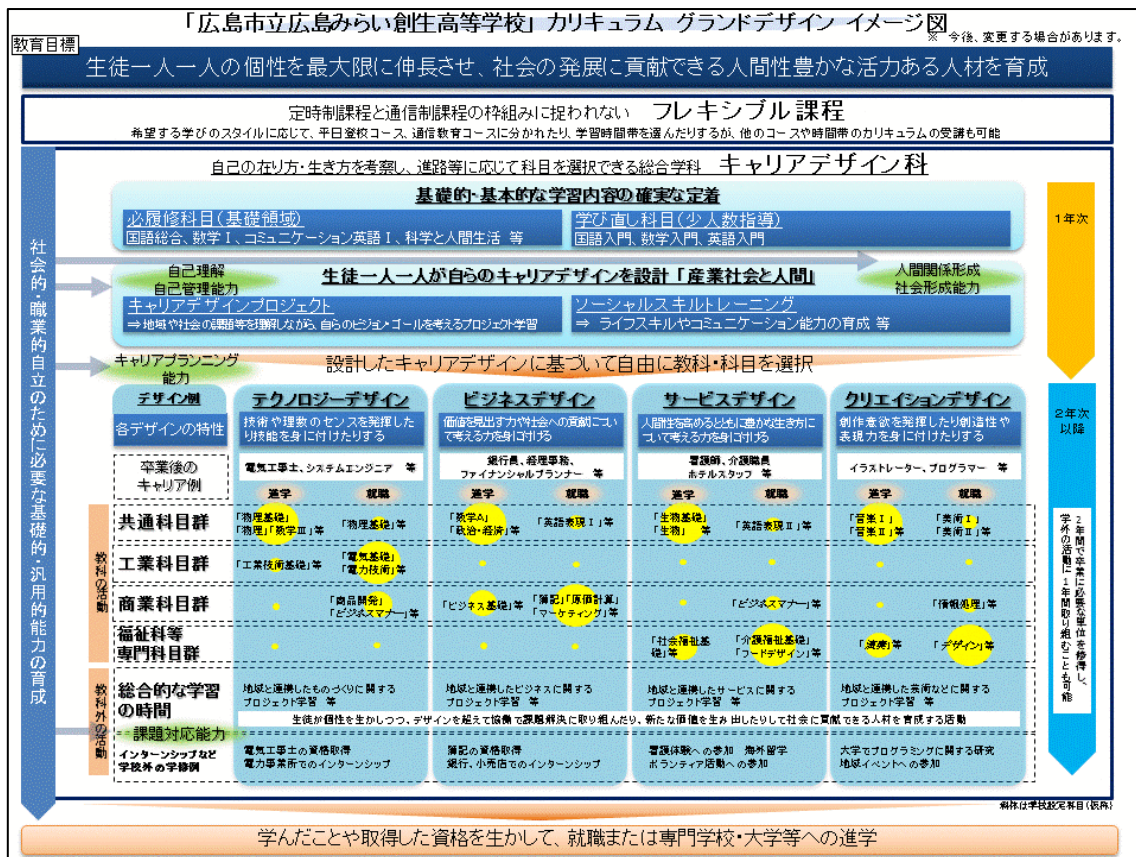 「広島市立広島みらい創生高等学校」カリキュラム グランドデザイン イメージ図
※ 今後、変更する場合があります。
教育目標
生徒一人一人の個性を最大限に伸長させ、社会の発展に貢献できる人間性豊かな活力ある人材を育成
定時制課程と通信制課程の枠組みに捉われない フレキシブル課程
希望する学びのスタイルに応じて、平日登校コース、通信教育コースに分かれたり、学習時間帯を選んだりするが、他のコースや時間帯のカリキュラムの受講も可能
社会的・職業的自立のために必要な基礎的・汎用的能力の育成
自己の在り方・生き方を考察し、進路等に応じて科目を選択できる総合学科 キャリアデザイン科
基礎的・基本的な学習内容の確実な定着
必履修科目(基礎領域)
国語総合、数学Ⅰ、コミュニケーション英語Ⅰ、科学と人間生活 等
学び直し科目(少人数指導)
国語入門、数学入門、英語入門
1年次
自己理解
自己管理能力
生徒一人一人が自らのキャリアデザインを設計「産業社会と人間」
人間関係形成
社会形成能力
キャリアデザインプロジェクト
⇒地域や社会の課題等を理解しながら、自らのビジョン・ゴールを考えるプロジェクト学習
ソーシャルスキルトレーニング
⇒ ライフスキルやコミュニケーション能力の育成 等
キャリアプランニング
能力
設計したキャリアデザインに基づいて自由に教科・科目を選択
2年次
以降
2年間で卒業に必要な単位を修得し、
学外の活動に1年間取り組むことも可能
デザイン例
テクノロジーデザイン
ビジネスデザイン
サービスデザイン
クリエイションデザイン
各デザインの特性
技術や理数のセンスを発揮した
り技能を身に付けたりする
価値を見出す力や社会への貢献につい
て考える力を身に付ける
人間性を高めるとともに豊かな生き方に
ついて考える力を身に付ける
創作意欲を発揮したり創造性や
表現力を身に付けたりする
卒業後の
キャリア例
電気工事士、システムエンジニア 等
銀行員、経理事務、
ファイナンシャルプランナー 等
看護師、介護職員
ホテルスタッフ 等
イラストレーター、プログラマー 等
進学 就職
進学 就職
進学 就職
進学 就職
教科の活動
共通科目群
「物理基礎」
「物理」「数学Ⅲ」等
「物理基礎」等
「数学A」
「政治・経済」等
「英語表現Ⅰ」等
「生物基礎」
「生物」 等
「英語表現Ⅱ」等
「音楽Ⅰ」
「音楽Ⅱ」等
「美術Ⅰ」
「美術Ⅱ」等
工業科目群
「工業技術基礎」等
「電気基礎」
「電力技術」等
商業科目群
「商品開発」
「ビジネスマナー」等
「ビジネス基礎」等
「簿記」「原価計算」
「マーケティング」等
「ビジネスマナー」等
「情報処理」等
福祉科等
専門科目群
「社会福祉基
礎」等
「介護福祉基礎」
「フードデザイン」等
「演奏」等
「デザイン」等
教科外の活動
総合的な学習
の時間
地域と連携したものづくりに関する
プロジェクト学習 等
地域と連携したビジネスに関する
プロジェクト学習 等
地域と連携したサービスに関する
プロジェクト学習 等
地域と連携した芸術などに関する
プロジェクト学習 等
生徒が個性を生かしつつ、デザインを超えて協働で課題解決に取り組んだり、新たな価値を生み出したりして社会に貢献できる人材を育成する活動
課題対応能力
インターンシップなど
学校外の学修例
電気工事士の資格取得
電力事業所でのインターンシップ
簿記の資格取得
銀行、小売店でのインターンシップ
看護体験への参加 海外留学
ボランティア活動への参加
大学でプログラミングに関する研究
地域イベントへの参加
斜体は学校設定科目(仮称)
学んだことや取得した資格を生かして、就職または専門学校・大学等への進学